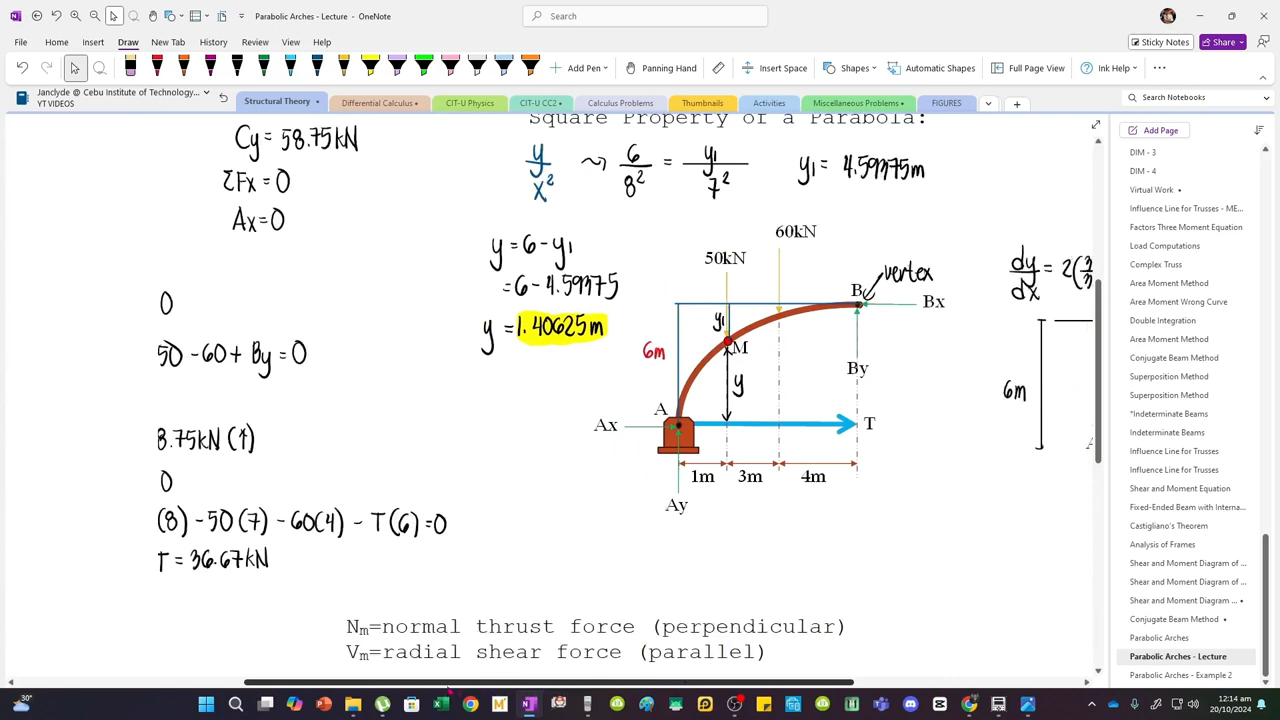 Parabolic Arches - Lecture - OneNote
Search
File Home Insert Draw New Tab History Review View Help
Sticky Notes
Share
Add Pen
Panning Hand
Insert Space
Shapes
Automatic Shapes
Full Page View
Ink Help
Jandyde @ Cebu Institute of Technology...
YT VIDEOS
Structural Theory
Differential Calculus
CIT-U Physics
CIT-U CC2
Calculus Problems
Thumbnails
Activities
Miscellaneous Problems
FIGURES
Search Notebooks
Cy = 58.75kN
ΣFx = 0
Ax = 0
0
50 - 60 + By = 0
8.75kN (↑)
0
(8) - 50(7) - 60(4) - T(6) = 0
T = 36.67kN
Square Property of a Parabola:
y/x² ⇝ 6/8² = y₁/7²
y₁ = 4.59375m
y = 6 - y₁
= 6 - 4.59375
y = 1.40625m
60kN
50kN
vertex
B
Bx
y₁
6m
M
By
y
A
Ax
T
1m 3m 4m
Ay
dy/dx = 2(
6m
Nm=normal thrust force (perpendicular)
Vm=radial shear force (parallel)
Add Page
DIM - 3
DIM - 4
Virtual Work
Influence Line for Trusses - ME...
Factors Three Moment Equation
Load Computations
Complex Truss
Area Moment Method
Area Moment Wrong Curve
Double Integration
Area Moment Method
Conjugate Beam Method
Superposition Method
Superposition Method
*Indeterminate Beams
Indeterminate Beams
Influence Line for Trusses
Influence Line for Trusses
Shear and Moment Equation
Fixed-Ended Beam with Interna...
Castigliano's Theorem
Analysis of Frames
Shear and Moment Diagram of ...
Shear and Moment Diagram of ...
Shear and Moment Diagram ...
Conjugate Beam Method
Parabolic Arches
Parabolic Arches - Lecture
Parabolic Arches - Example 2
30°
12:14 am
20/10/2024